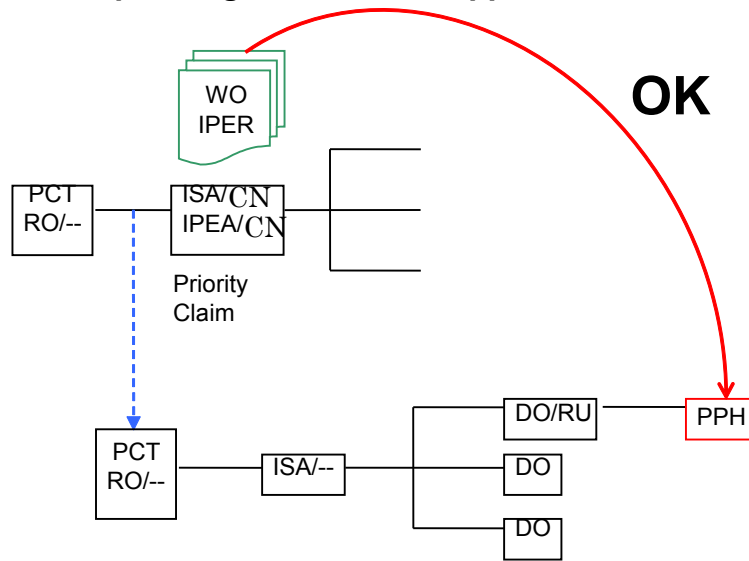 OK
WO
IPER
PCT
RO/--
ISA/CN
IPEA/CN
Priority
Claim
DO/RU
PPH
PCT
RO/--
ISA/--
DO
DO